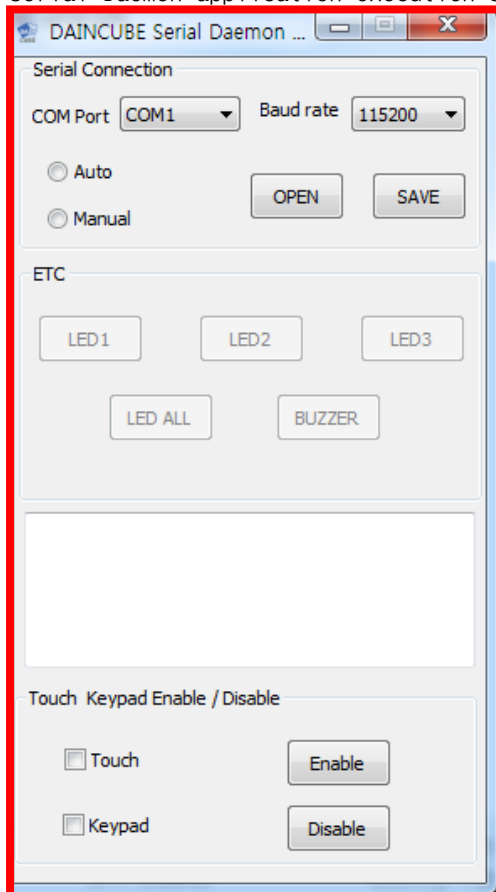 DAINCUBE Serial Daemon ...
Serial Connection
COM Port COM1 Baud rate 115200
Auto
OPEN SAVE
Manual
ETC
LED1 LED2 LED3
LED ALL BUZZER
Touch Keypad Enable / Disable
Touch Enable
Keypad Disable